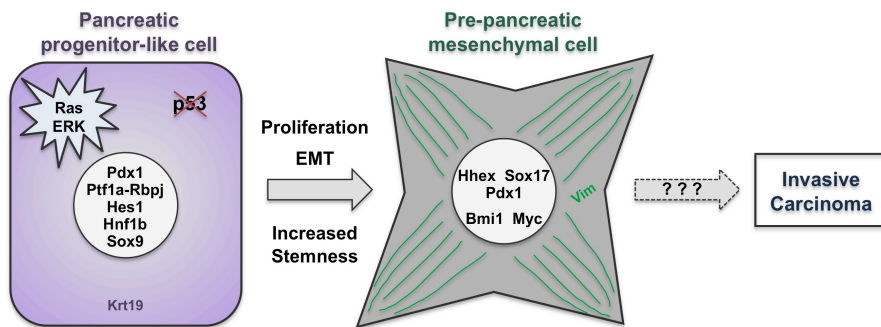 Pancreatic
progenitor-like cell
Ras
ERK
p53
Pdx1
Ptf1a-Rbpj
Hes1
Hnf1b
Sox9
Krt19
Proliferation
EMT
Increased
Stemness
Pre-pancreatic
mesenchymal cell
Hhex Sox17
Pdx1
Bmi1 Myc
Vim
? ? ?
Invasive
Carcinoma